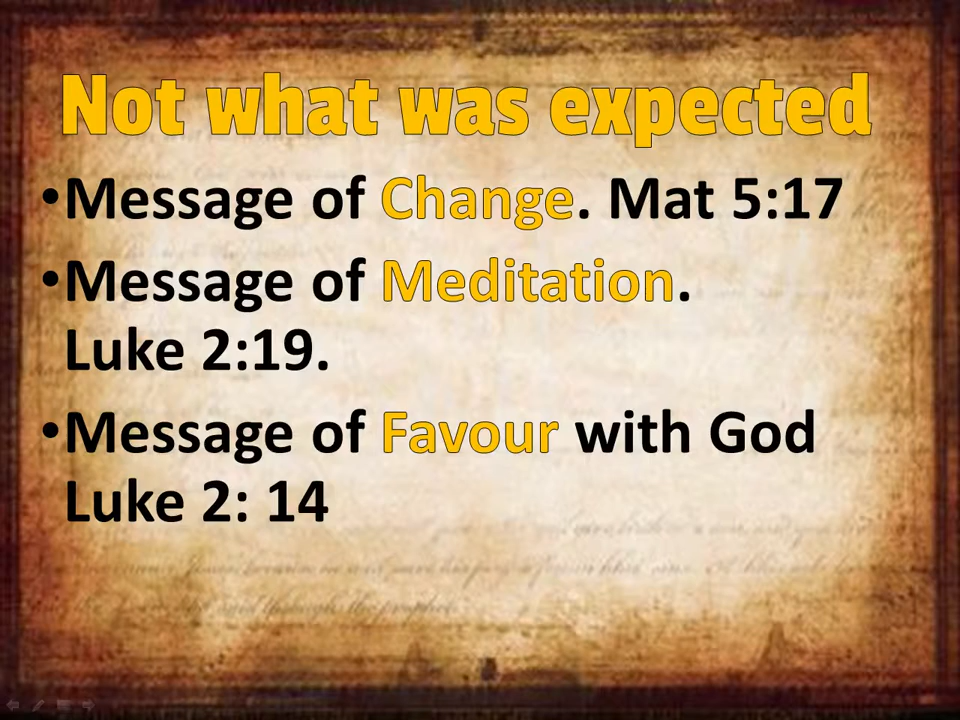 Not what was expected
•Message of Change. Mat 5:17
•Message of Meditation.
Luke 2:19.
•Message of Favour with God
Luke 2: 14